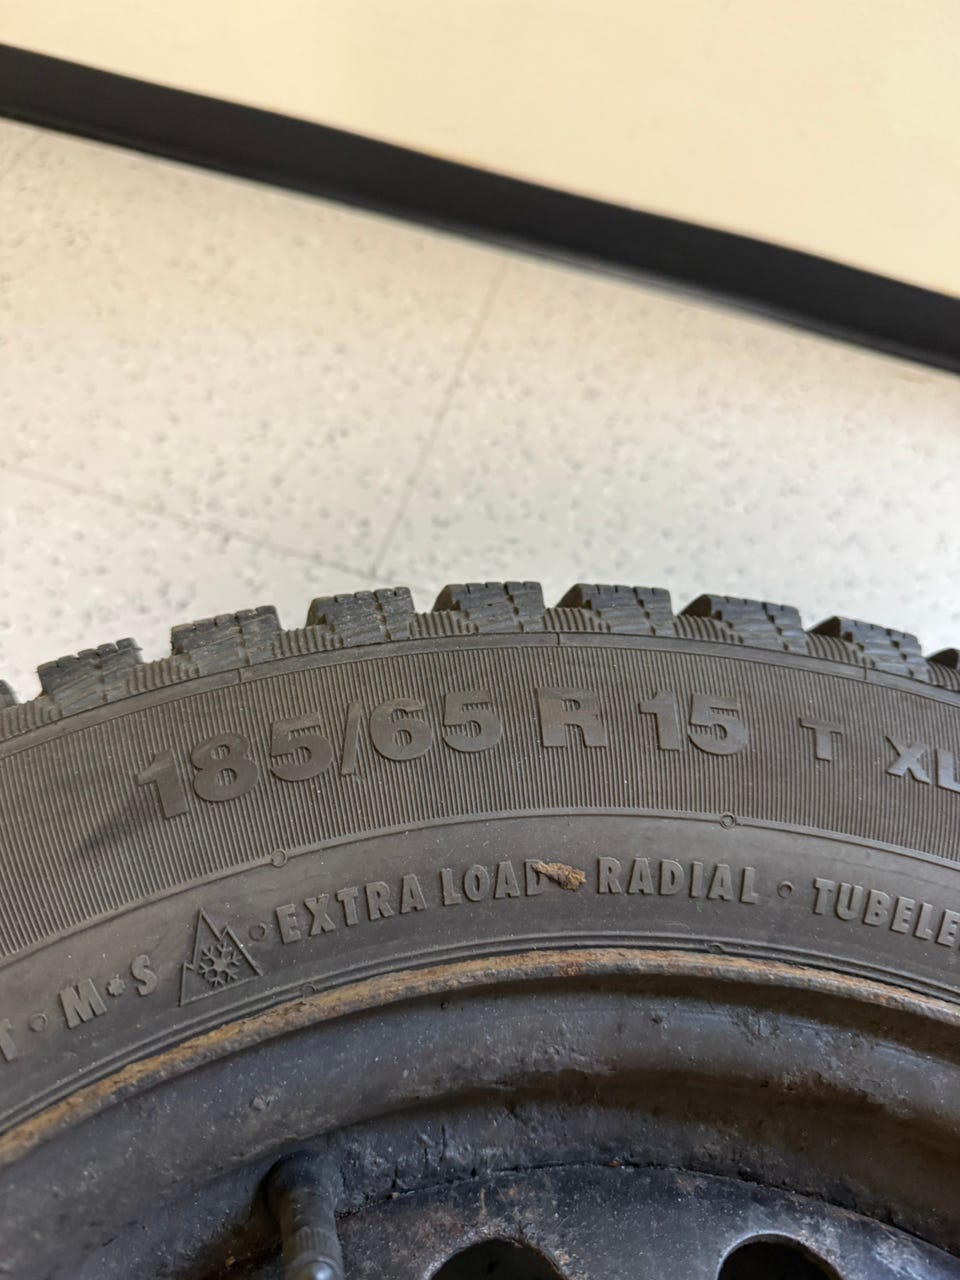 185/65 R 15 T XL
M*S EXTRA LOAD RADIAL